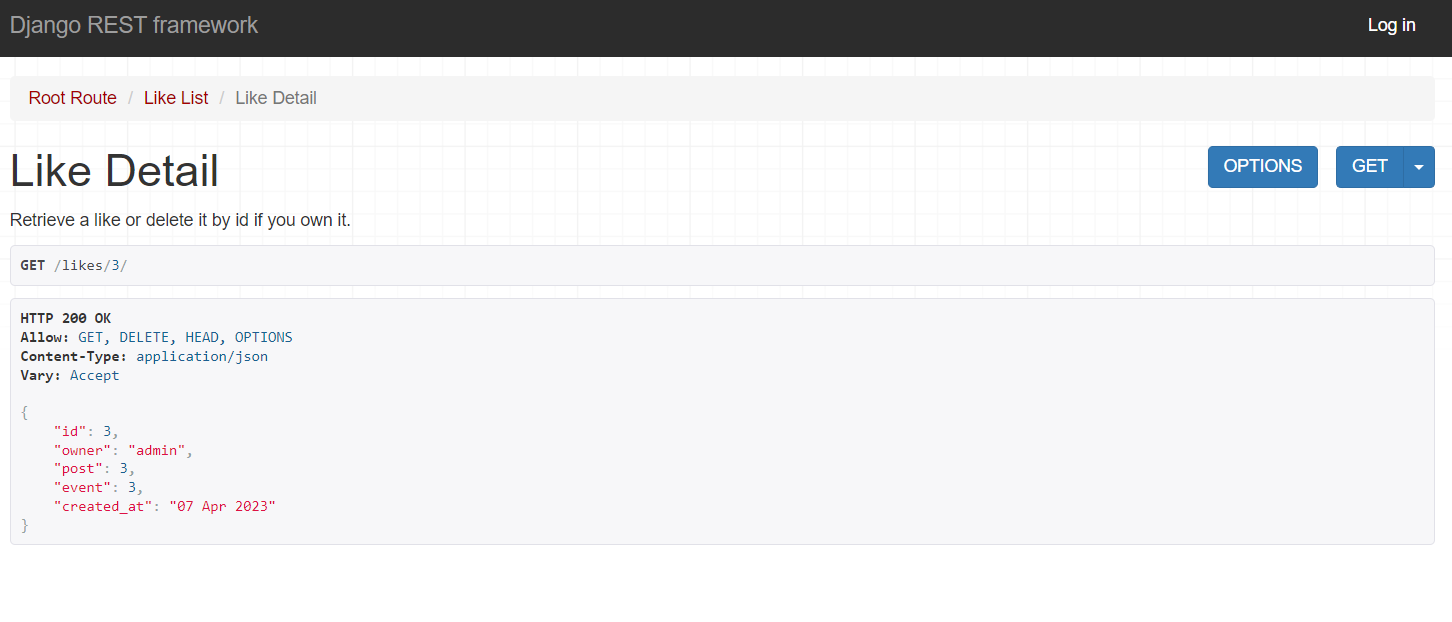 Django REST framework Log in
Root Route / Like List / Like Detail
Like Detail OPTIONS GET
Retrieve a like or delete it by id if you own it.
GET /likes/3/
HTTP 200 OK
Allow: GET, DELETE, HEAD, OPTIONS
Content-Type: application/json
Vary: Accept
{
    "id": 3,
    "owner": "admin",
    "post": 3,
    "event": 3,
    "created_at": "07 Apr 2023"
}